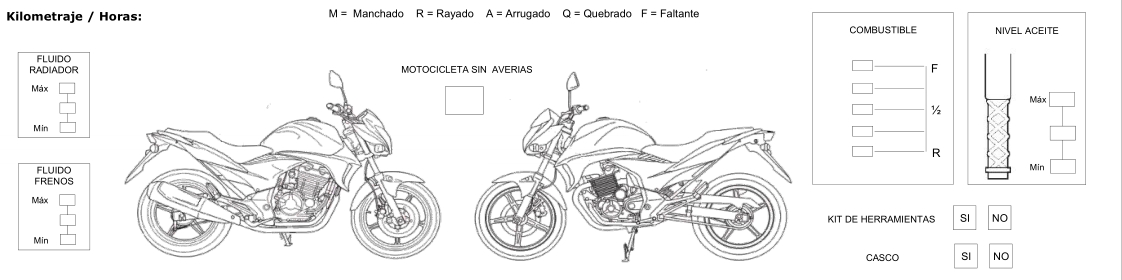 Kilometraje / Horas:
M = Manchado R = Rayado A = Arrugado Q = Quebrado F = Faltante
FLUIDO
RADIADOR
Máx
Mín
FLUIDO
FRENOS
Máx
Mín
MOTOCICLETA SIN AVERIAS
COMBUSTIBLE
F
½
R
NIVEL ACEITE
Máx
Mín
KIT DE HERRAMIENTAS SI NO
CASCO SI NO